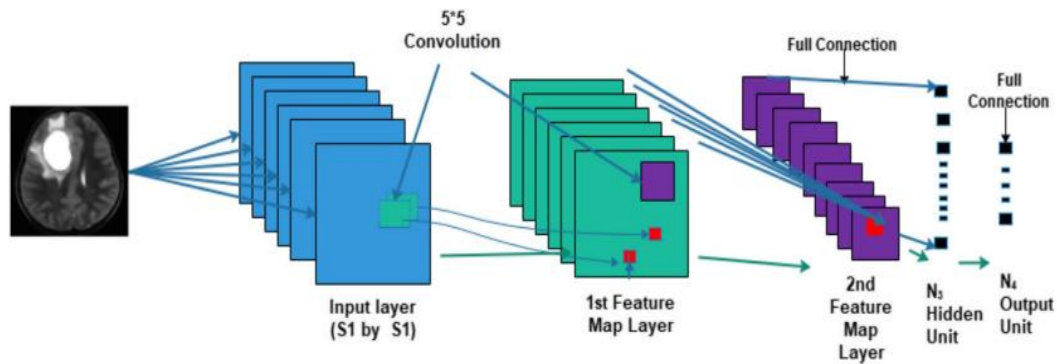 5*5
Convolution
Full Connection
Full
Connection
Input layer
(S1 by S1)
1st Feature
Map Layer
2nd
Feature
Map
Layer
N₃
Hidden
Unit
N₄
Output
Unit